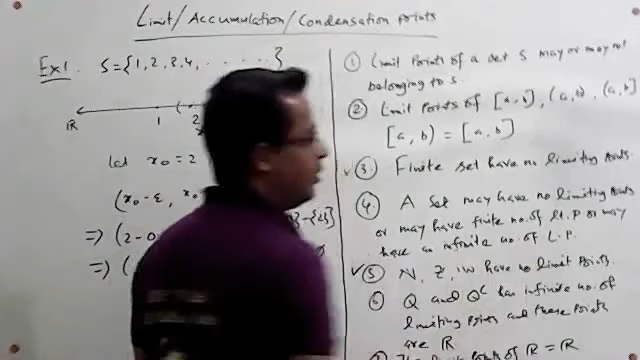 Limit/Accumulation/Condensation points
Ex1. S={1,2,3,4, . . . . . . }
R 1 2
Let x₀=2
(x₀-ε, x₀
}-{2}
=> (2-0
=> (
① Limit Points of a set S may or may not
belonging to S.
② Limit Points of [a,b], (a,b), (a,b]
[a,b) = [a,b]
✓③. Finite set have no limiting points.
④ A set may have no limiting points
or may have finite no. of lt.P or may
have an infinite no. of L.P.
✓⑤. N, Z, W have no limit points.
⑥ Q and Qᶜ has infinite no. of
limiting points and these points
are R
R = R